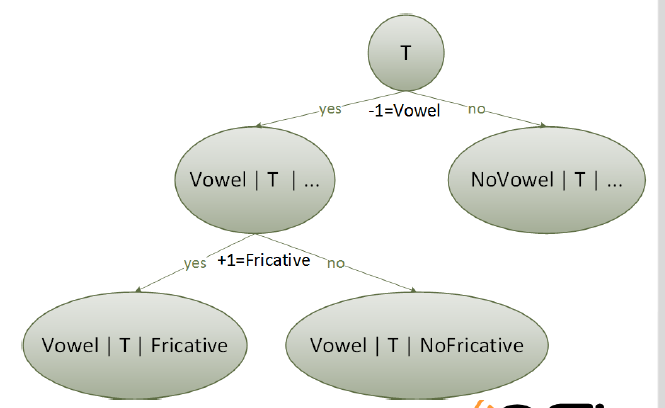 T
yes -1=Vowel no
Vowel | T | ...
NoVowel | T | ...
yes +1=Fricative no
Vowel | T | Fricative
Vowel | T | NoFricative